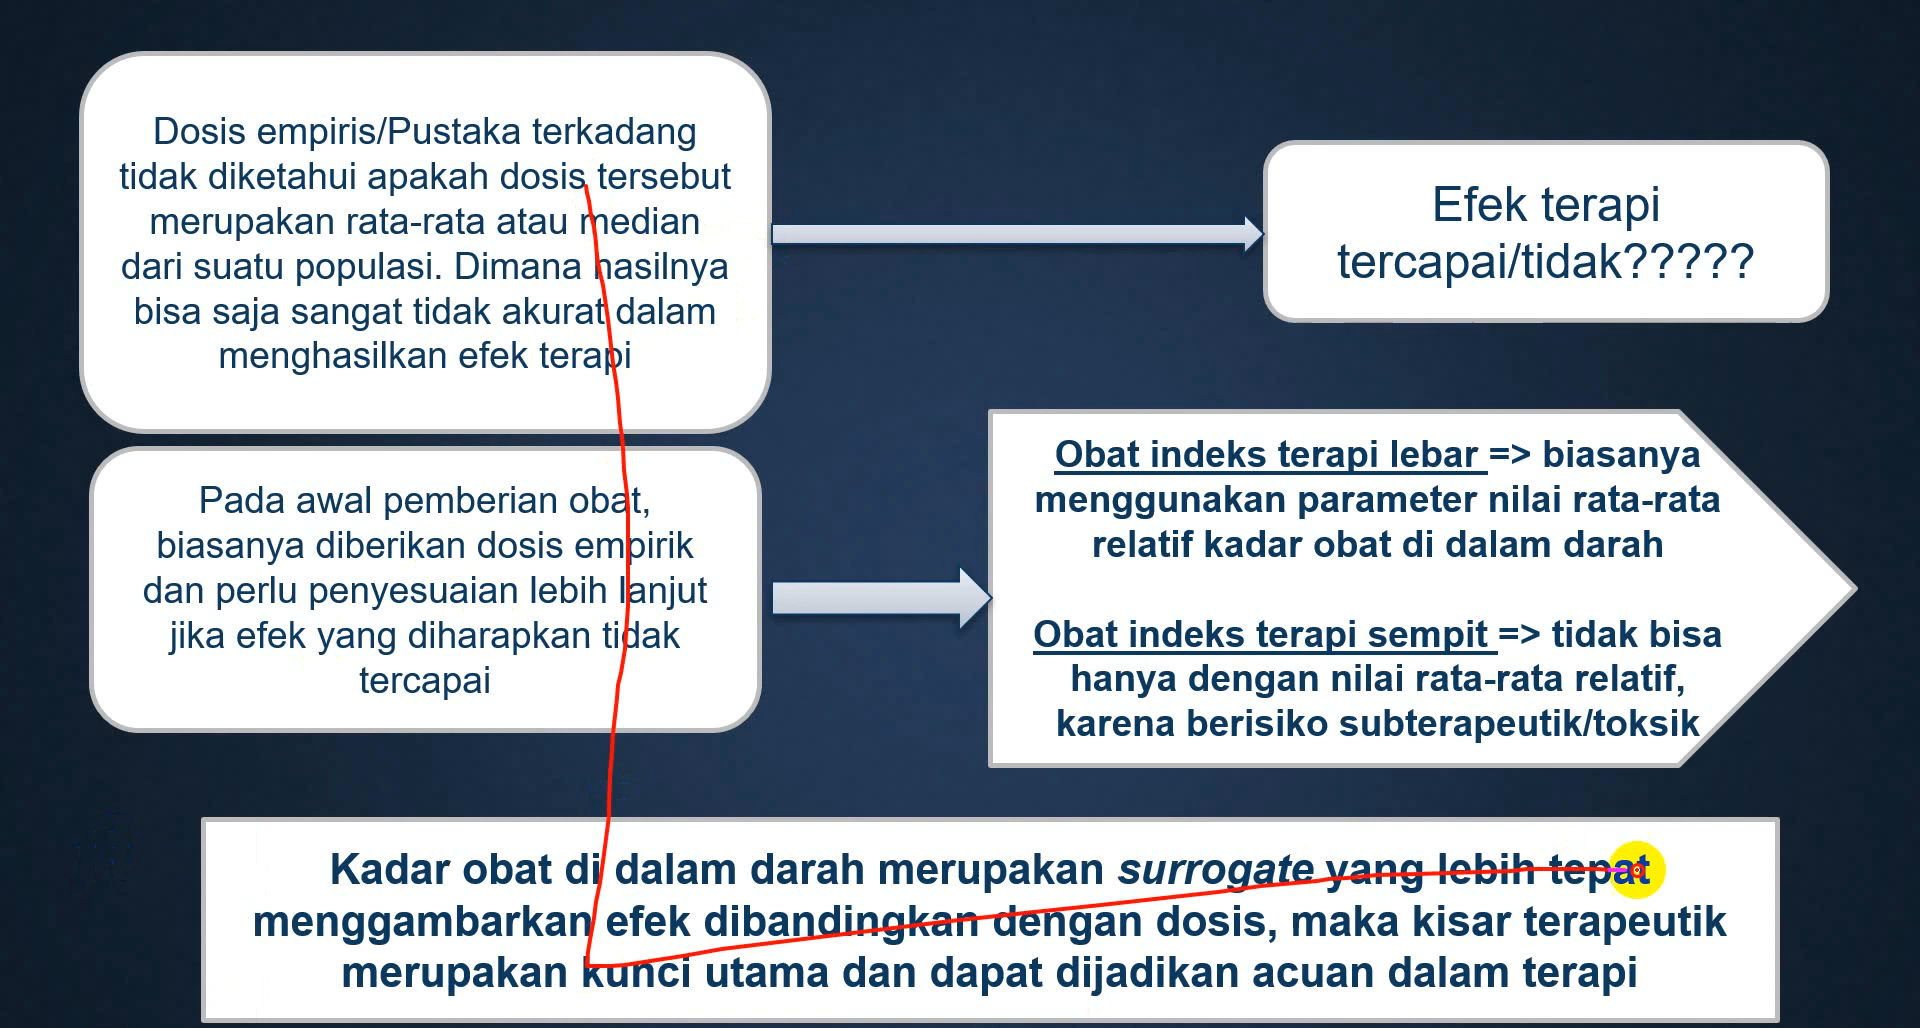 Dosis empiris/Pustaka terkadang
tidak diketahui apakah dosis tersebut
merupakan rata-rata atau median
dari suatu populasi. Dimana hasilnya
bisa saja sangat tidak akurat dalam
menghasilkan efek terapi
Efek terapi
tercapai/tidak?????
Pada awal pemberian obat,
biasanya diberikan dosis empirik
dan perlu penyesuaian lebih lanjut
jika efek yang diharapkan tidak
tercapai
Obat indeks terapi lebar => biasanya
menggunakan parameter nilai rata-rata
relatif kadar obat di dalam darah
Obat indeks terapi sempit => tidak bisa
hanya dengan nilai rata-rata relatif,
karena berisiko subterapeutik/toksik
Kadar obat di dalam darah merupakan surrogate yang lebih tepat
menggambarkan efek dibandingkan dengan dosis, maka kisar terapeutik
merupakan kunci utama dan dapat dijadikan acuan dalam terapi